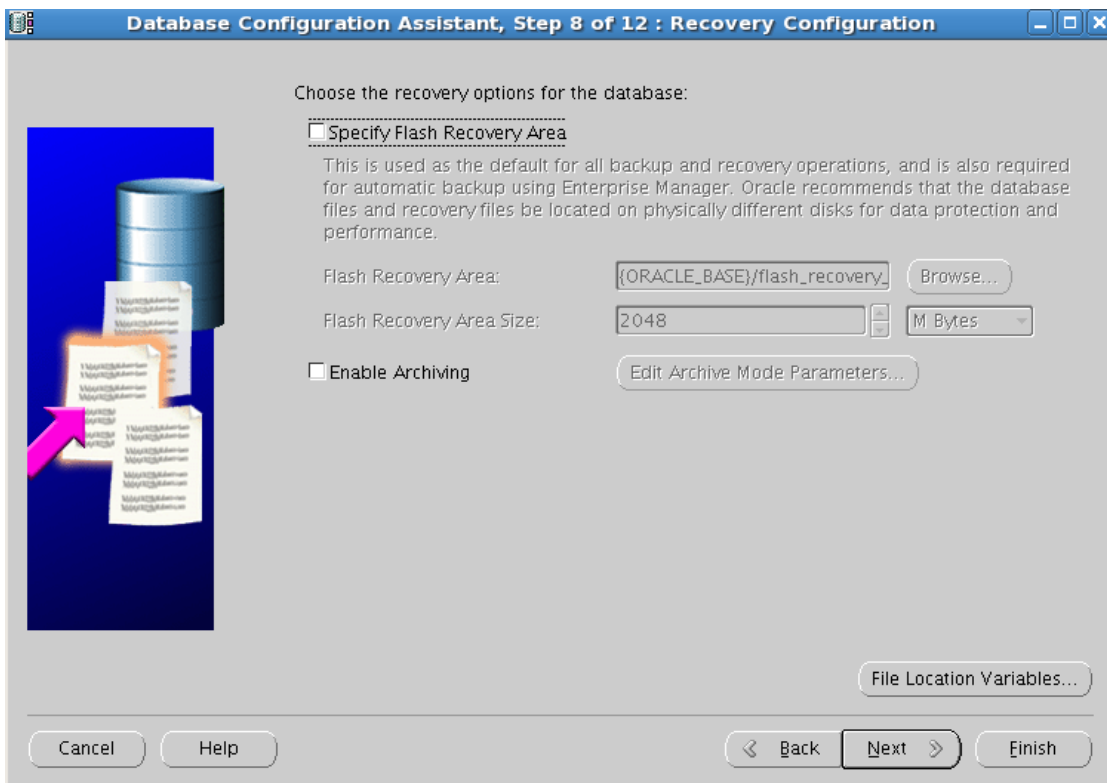 Database Configuration Assistant, Step 8 of 12 : Recovery Configuration
Choose the recovery options for the database:
Specify Flash Recovery Area
This is used as the default for all backup and recovery operations, and is also required
for automatic backup using Enterprise Manager. Oracle recommends that the database
files and recovery files be located on physically different disks for data protection and
performance.
Flash Recovery Area: {ORACLE_BASE}/flash_recovery_ Browse...
Flash Recovery Area Size: 2048 M Bytes
Enable Archiving Edit Archive Mode Parameters...
File Location Variables...
Cancel Help Back Next Finish